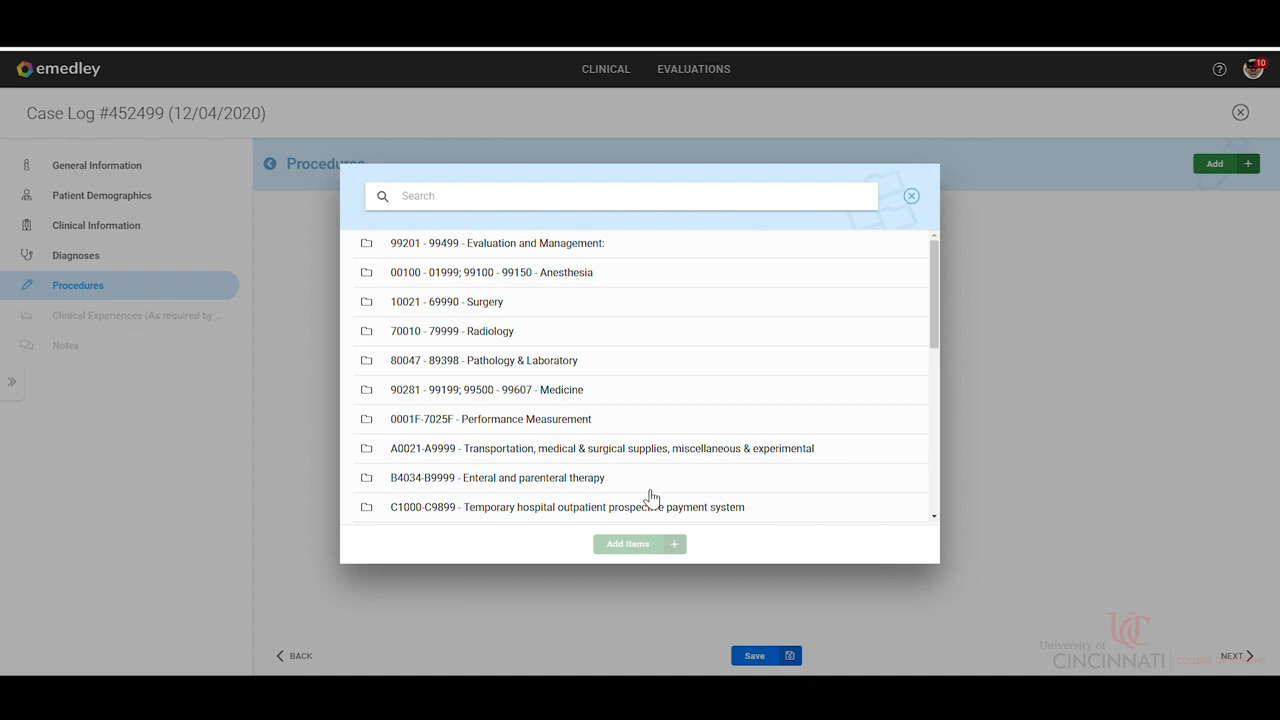 emedley
CLINICAL
EVALUATIONS
10
Case Log #452499 (12/04/2020)
General Information
Patient Demographics
Clinical Information
Diagnoses
Procedures
Clinical Experiences (As required by ...
Notes
Procedures
Add +
Search
99201 - 99499 - Evaluation and Management:
00100 - 01999; 99100 - 99150 - Anesthesia
10021 - 69990 - Surgery
70010 - 79999 - Radiology
80047 - 89398 - Pathology & Laboratory
90281 - 99199; 99500 - 99607 - Medicine
0001F-7025F - Performance Measurement
A0021-A9999 - Transportation, medical & surgical supplies, miscellaneous & experimental
B4034-B9999 - Enteral and parenteral therapy
C1000-C9899 - Temporary hospital outpatient prospective payment system
Add Items +
BACK
Save
NEXT
University of
CINCINNATI